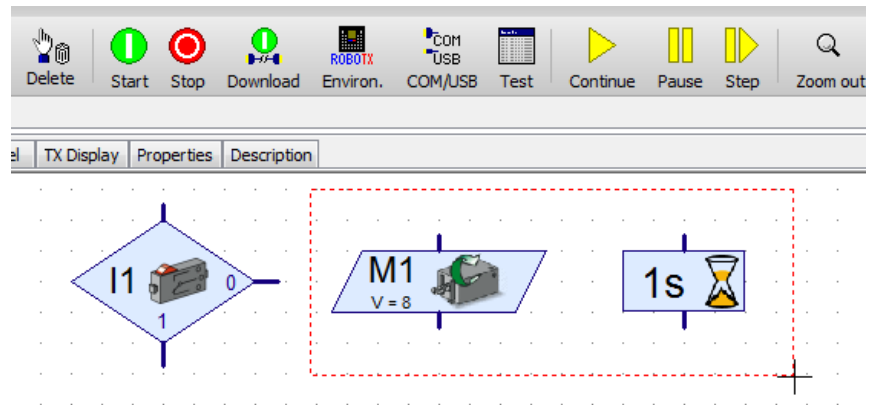 ROBOTX
COM
USB
Delete Start Stop Download Environ. COM/USB Test Continue Pause Step Zoom out
TX Display Properties Description
I1 0
1
M1
V = 8
1s